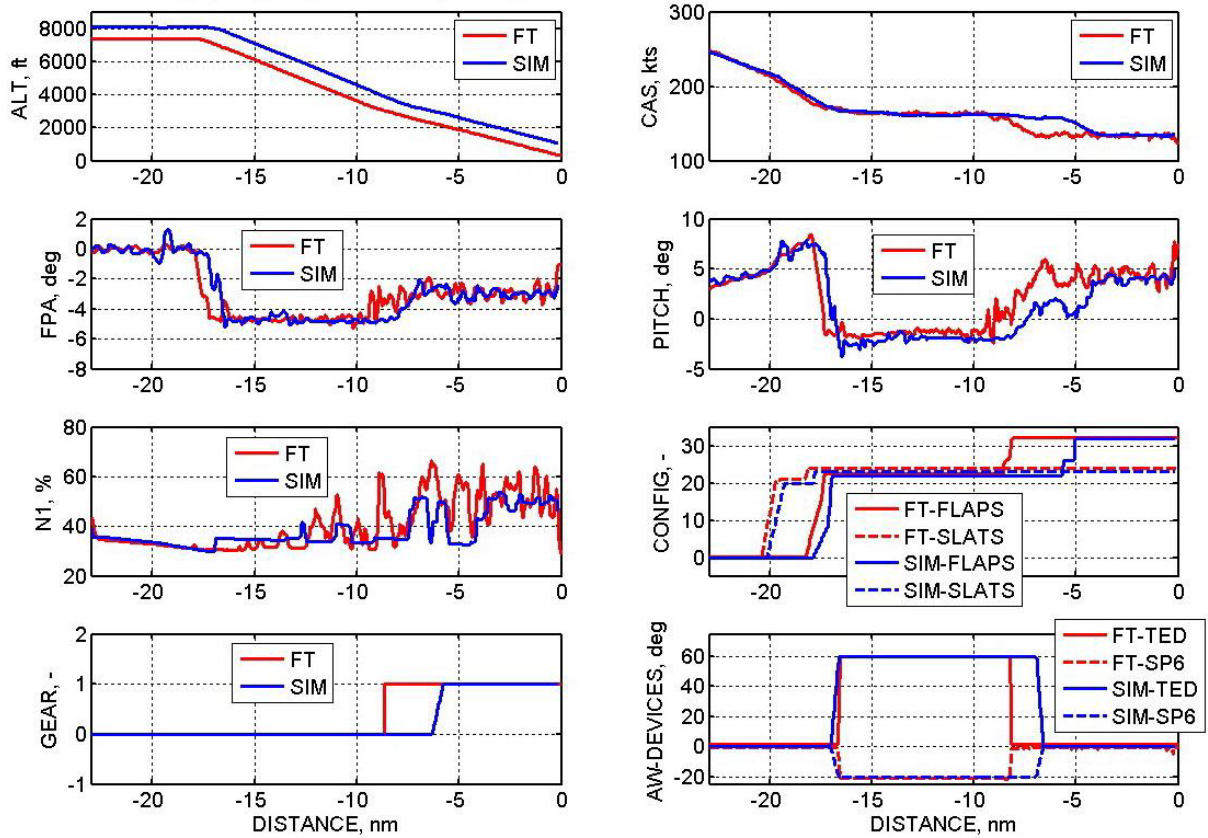 ALT, ft
8000
6000
4000
2000
0
-20 -15 -10 -5 0
FT
SIM
CAS, kts
300
250
200
150
100
-20 -15 -10 -5 0
FT
SIM
FPA, deg
2
0
-2
-4
-6
-8
-20 -15 -10 -5 0
FT
SIM
PITCH, deg
10
5
0
-5
-20 -15 -10 -5 0
FT
SIM
N1, %
80
60
40
20
-20 -15 -10 -5 0
FT
SIM
CONFIG, -
30
20
10
0
-20 -15 -10 -5 0
FT-FLAPS
FT-SLATS
SIM-FLAPS
SIM-SLATS
GEAR, -
2
1
0
-1
-20 -15 -10 -5 0
DISTANCE, nm
FT
SIM
AW-DEVICES, deg
60
40
20
0
-20
-20 -15 -10 -5 0
DISTANCE, nm
FT-TED
FT-SP6
SIM-TED
SIM-SP6